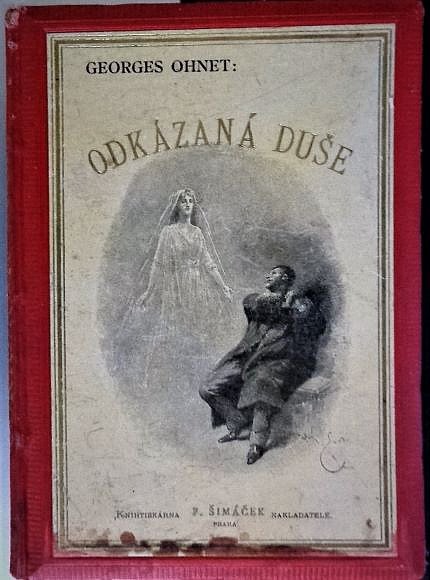 GEORGES OHNET:
ODKÁZANÁ DUŠE
KNIHTISKÁRNA F. ŠIMÁČEK NAKLADATELE.
PRAHA